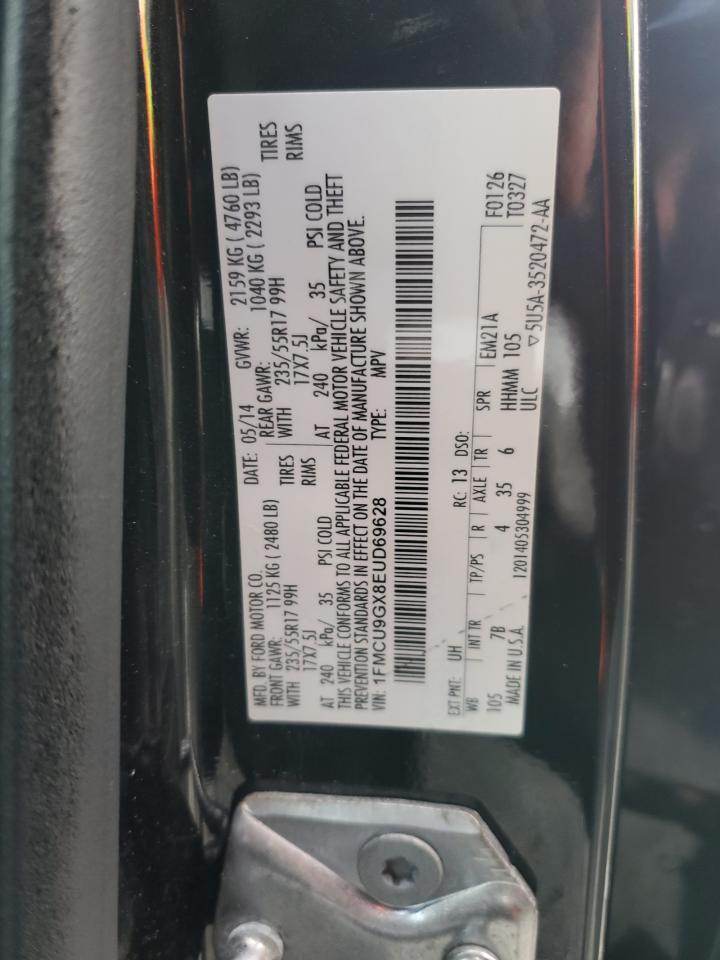 MFD. BY FORD MOTOR CO. DATE: 05/14 GVWR: 2159 KG ( 4760 LB)
FRONT GAWR: 1125 KG ( 2480 LB) REAR GAWR: 1040 KG ( 2293 LB)
WITH 235/55R17 99H TIRES WITH 235/55R17 99H TIRES
17X7.5J RIMS 17X7.5J RIMS
AT 240 kPa/ 35 PSI COLD AT 240 kPa/ 35 PSI COLD
THIS VEHICLE CONFORMS TO ALL APPLICABLE FEDERAL MOTOR VEHICLE SAFETY AND THEFT
PREVENTION STANDARDS IN EFFECT ON THE DATE OF MANUFACTURE SHOWN ABOVE.
VIN: 1FMCU9GX8EUD69628 TYPE: MPV
EXT PNT: UH RC: 13 DSO: F0126
WB INT TR TP/PS R AXLE TR SPR EM21A T0327
105 7B 4 35 6 HHMM 105
MADE IN U.S.A. 1201405304999 ULC ▽5U5A-3520472-AA